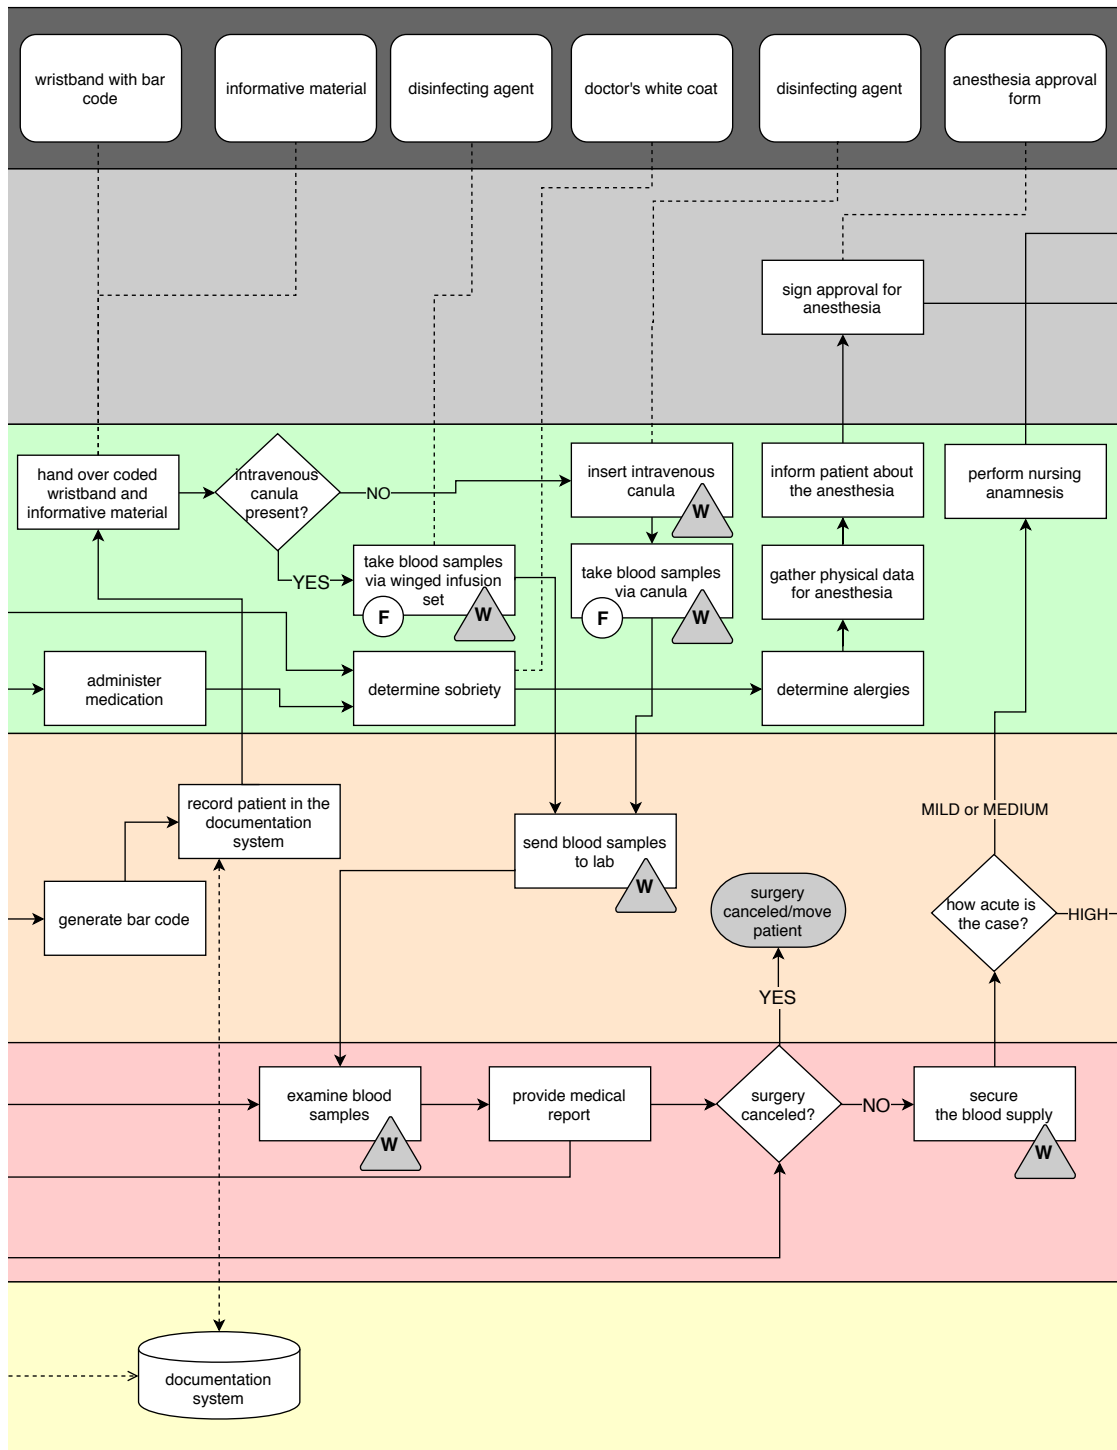 wristband with bar
code
informative material
disinfecting agent
doctor's white coat
disinfecting agent
anesthesia approval
form
sign approval for
anesthesia
hand over coded
wristband and
informative material
intravenous
canula
present?
NO
YES
take blood samples
via winged infusion
set
F
W
insert intravenous
canula
W
take blood samples
via canula
F
W
inform patient about
the anesthesia
gather physical data
for anesthesia
perform nursing
anamnesis
administer
medication
determine sobriety
determine alergies
record patient in the
documentation
system
generate bar code
send blood samples
to lab
W
surgery
canceled/move
patient
YES
MILD or MEDIUM
how acute is
the case?
HIGH
examine blood
samples
W
provide medical
report
surgery
canceled?
NO
secure
the blood supply
W
documentation
system